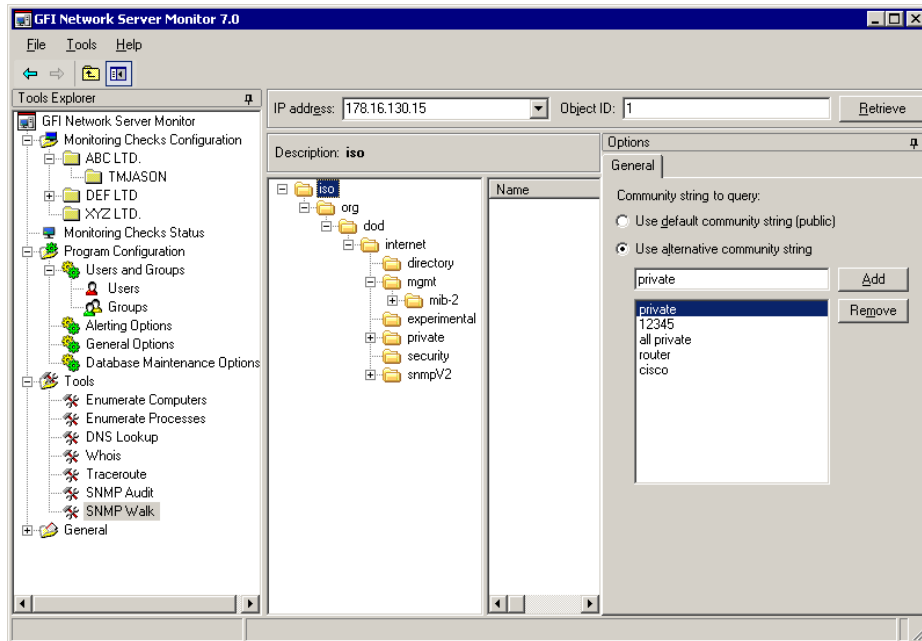 GFI Network Server Monitor 7.0
File Tools Help
Tools Explorer
GFI Network Server Monitor
Monitoring Checks Configuration
ABC LTD.
TMJASON
DEF LTD
XYZ LTD.
Monitoring Checks Status
Program Configuration
Users and Groups
Users
Groups
Alerting Options
General Options
Database Maintenance Options
Tools
Enumerate Computers
Enumerate Processes
DNS Lookup
Whois
Traceroute
SNMP Audit
SNMP Walk
General
IP address: 178.16.130.15 Object ID: 1 Retrieve
Description: iso
iso
org
dod
internet
directory
mgmt
mib-2
experimental
private
security
snmpV2
Name
Options
General
Community string to query:
Use default community string (public)
Use alternative community string
private Add
private Remove
12345
all private
router
cisco